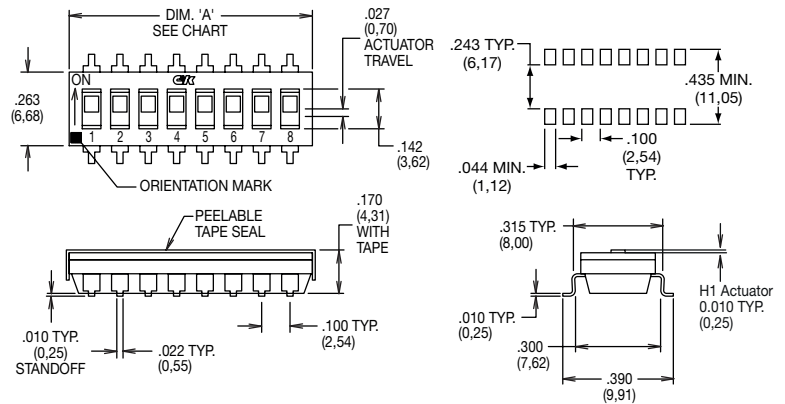 DIM. 'A'
SEE CHART
.027
(0,70)
ACTUATOR
TRAVEL
ON
CK
.263
(6,68)
1 2 3 4 5 6 7 8
.142
(3,62)
ORIENTATION MARK
.243 TYP.
(6,17)
.435 MIN.
(11,05)
.044 MIN.
(1,12)
.100
(2,54)
TYP.
PEELABLE
TAPE SEAL
.170
(4,31)
WITH
TAPE
.010 TYP.
(0,25)
STANDOFF
.022 TYP.
(0,55)
.100 TYP.
(2,54)
.315 TYP.
(8,00)
H1 Actuator
0.010 TYP.
(0,25)
.010 TYP.
(0,25)
.300
(7,62)
.390
(9,91)